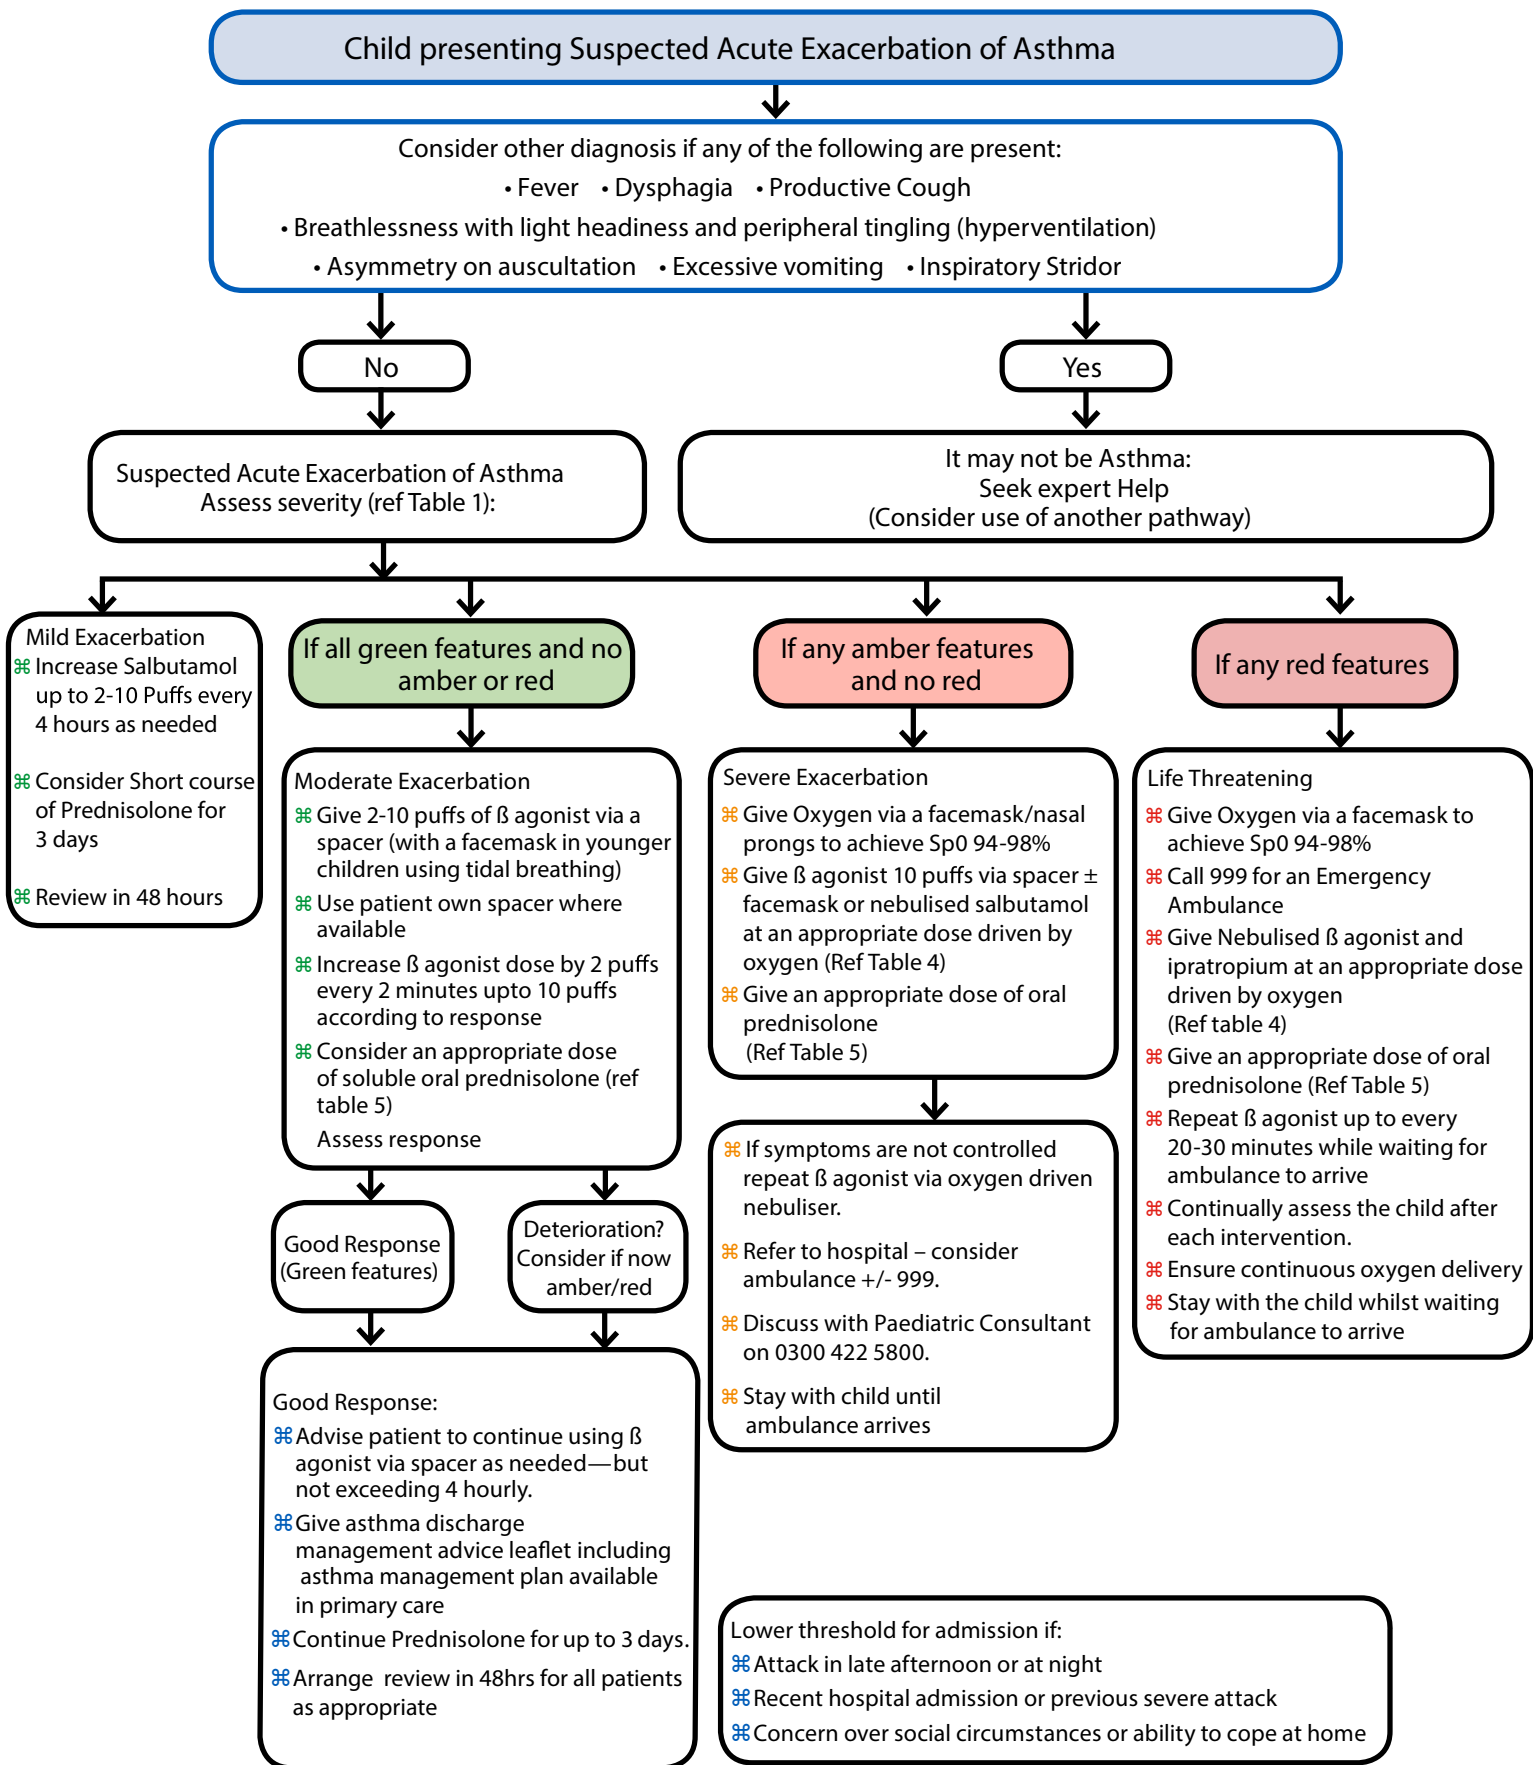 Child presenting Suspected Acute Exacerbation of Asthma
Consider other diagnosis if any of the following are present:
• Fever • Dysphagia • Productive Cough
• Breathlessness with light headiness and peripheral tingling (hyperventilation)
• Asymmetry on auscultation • Excessive vomiting • Inspiratory Stridor
No
Yes
Suspected Acute Exacerbation of Asthma
Assess severity (ref Table 1):
It may not be Asthma:
Seek expert Help
(Consider use of another pathway)
Mild Exacerbation
⌘ Increase Salbutamol
up to 2-10 Puffs every
4 hours as needed
⌘ Consider Short course
of Prednisolone for
3 days
⌘ Review in 48 hours
If all green features and no
amber or red
Moderate Exacerbation
⌘ Give 2-10 puffs of ß agonist via a
spacer (with a facemask in younger
children using tidal breathing)
⌘ Use patient own spacer where
available
⌘ Increase ß agonist dose by 2 puffs
every 2 minutes upto 10 puffs
according to response
⌘ Consider an appropriate dose
of soluble oral prednisolone (ref
table 5)
Assess response
Good Response
(Green features)
Deterioration?
Consider if now
amber/red
Good Response:
⌘ Advise patient to continue using ß
agonist via spacer as needed—but
not exceeding 4 hourly.
⌘ Give asthma discharge
management advice leaflet including
asthma management plan available
in primary care
⌘ Continue Prednisolone for up to 3 days.
⌘ Arrange review in 48hrs for all patients
as appropriate
If any amber features
and no red
Severe Exacerbation
⌘ Give Oxygen via a facemask/nasal
prongs to achieve Sp0 94-98%
⌘ Give ß agonist 10 puffs via spacer ±
facemask or nebulised salbutamol
at an appropriate dose driven by
oxygen (Ref Table 4)
⌘ Give an appropriate dose of oral
prednisolone
(Ref Table 5)
⌘ If symptoms are not controlled
repeat ß agonist via oxygen driven
nebuliser.
⌘ Refer to hospital – consider
ambulance +/- 999.
⌘ Discuss with Paediatric Consultant
on 0300 422 5800.
⌘ Stay with child until
ambulance arrives
If any red features
Life Threatening
⌘ Give Oxygen via a facemask to
achieve Sp0 94-98%
⌘ Call 999 for an Emergency
Ambulance
⌘ Give Nebulised ß agonist and
ipratropium at an appropriate dose
driven by oxygen
(Ref table 4)
⌘ Give an appropriate dose of oral
prednisolone (Ref Table 5)
⌘ Repeat ß agonist up to every
20-30 minutes while waiting for
ambulance to arrive
⌘ Continually assess the child after
each intervention.
⌘ Ensure continuous oxygen delivery
⌘ Stay with the child whilst waiting
for ambulance to arrive
Lower threshold for admission if:
⌘ Attack in late afternoon or at night
⌘ Recent hospital admission or previous severe attack
⌘ Concern over social circumstances or ability to cope at home